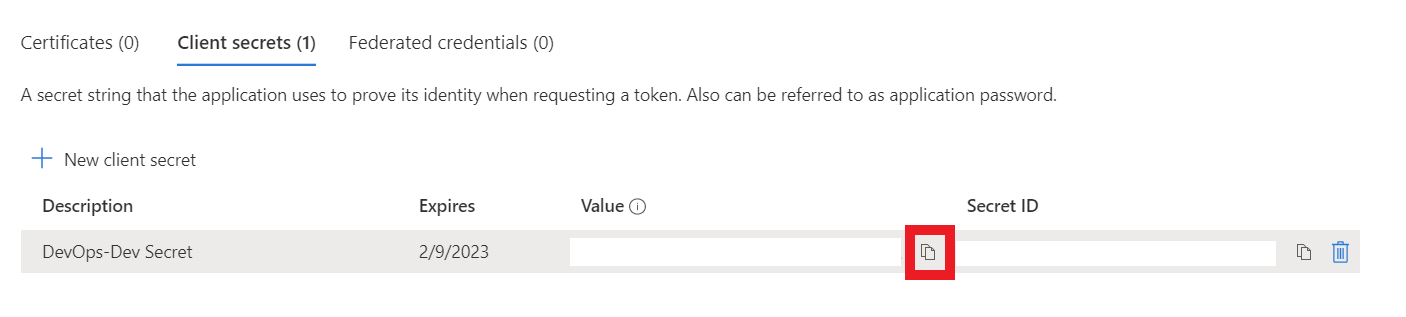 Certificates (0) Client secrets (1) Federated credentials (0)
A secret string that the application uses to prove its identity when requesting a token. Also can be referred to as application password.
New client secret
Description Expires Value Secret ID
DevOps-Dev Secret 2/9/2023